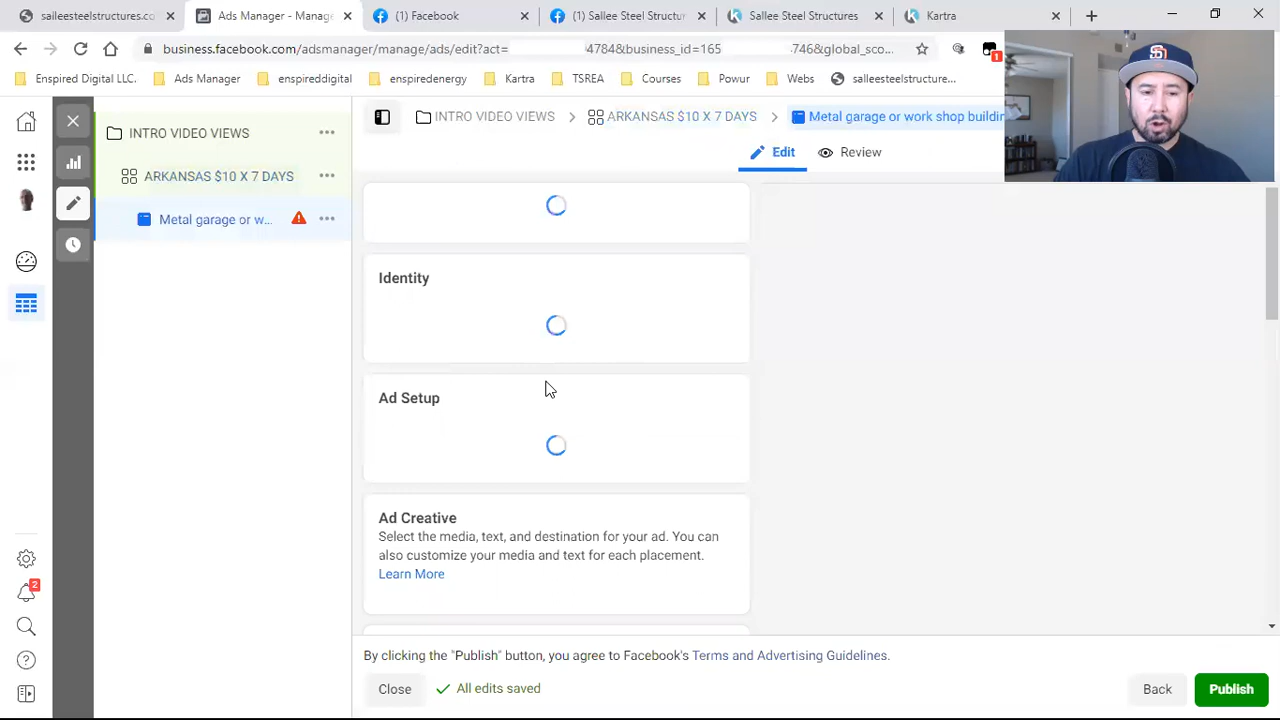 salleesteelstructures.co
Ads Manager - Manag
(1) Facebook
(1) Sallee Steel Structur
Sallee Steel Structures
Kartra
business.facebook.com/adsmanager/manage/ads/edit?act= 4784&business_id=165 746&global_sco...
1
Enspired Digital LLC.
Ads Manager
enspireddigital
enspiredenergy
Kartra
TSREA
Courses
Powur
Webs
salleesteelstructure...
INTRO VIDEO VIEWS
ARKANSAS $10 X 7 DAYS
Metal garage or w...
INTRO VIDEO VIEWS > ARKANSAS $10 X 7 DAYS > Metal garage or work shop buildin
Edit
Review
Identity
Ad Setup
Ad Creative
Select the media, text, and destination for your ad. You can
also customize your media and text for each placement.
Learn More
2
By clicking the "Publish" button, you agree to Facebook's Terms and Advertising Guidelines.
Close
All edits saved
Back
Publish